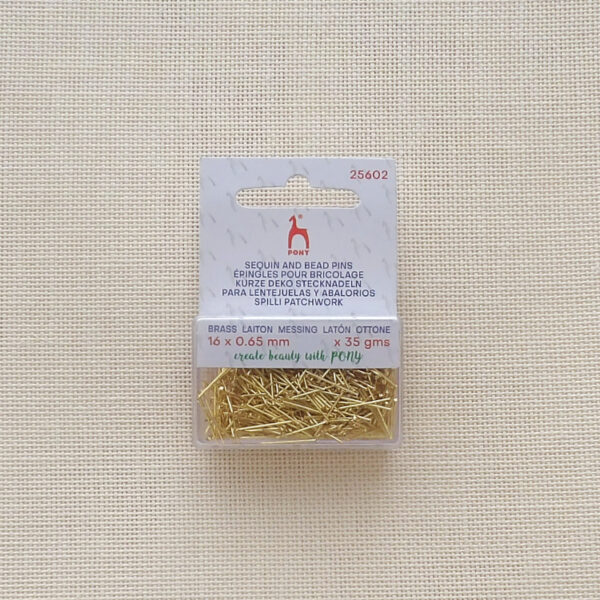 25602
®
PONY
SEQUIN AND BEAD PINS
ÉPINGLES POUR BRICOLAGE
KURZE DEKO STECKNADELN
PARA LENTEJUELAS Y ABALORIOS
SPILLI PATCHWORK
BRASS LAITON MESSING LATÓN OTTONE
16 x 0.65 mm x 35 gms
create beauty with PONY